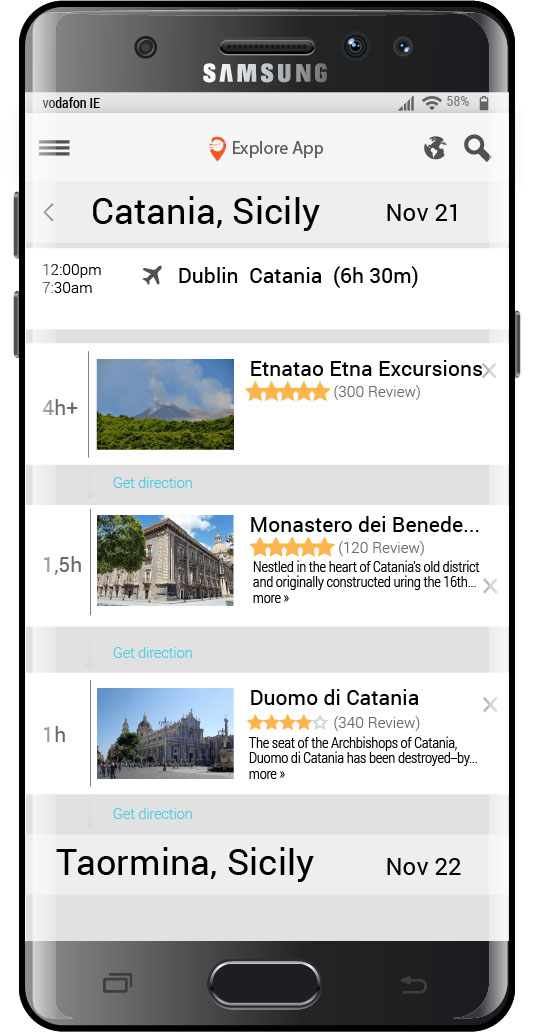 SAMSUNG
vodafon IE 58%
Explore App
Catania, Sicily Nov 21
12:00pm
7:30am
Dublin Catania (6h 30m)
4h+
Etnatao Etna Excursions
(300 Review)
Get direction
1,5h
Monastero dei Benede...
(120 Review)
Nestled in the heart of Catania's old district
and originally constructed uring the 16th...
more »
Get direction
1h
Duomo di Catania
(340 Review)
The seat of the Archbishops of Catania,
Duomo di Catania has been destroyed–by...
more »
Get direction
Taormina, Sicily Nov 22